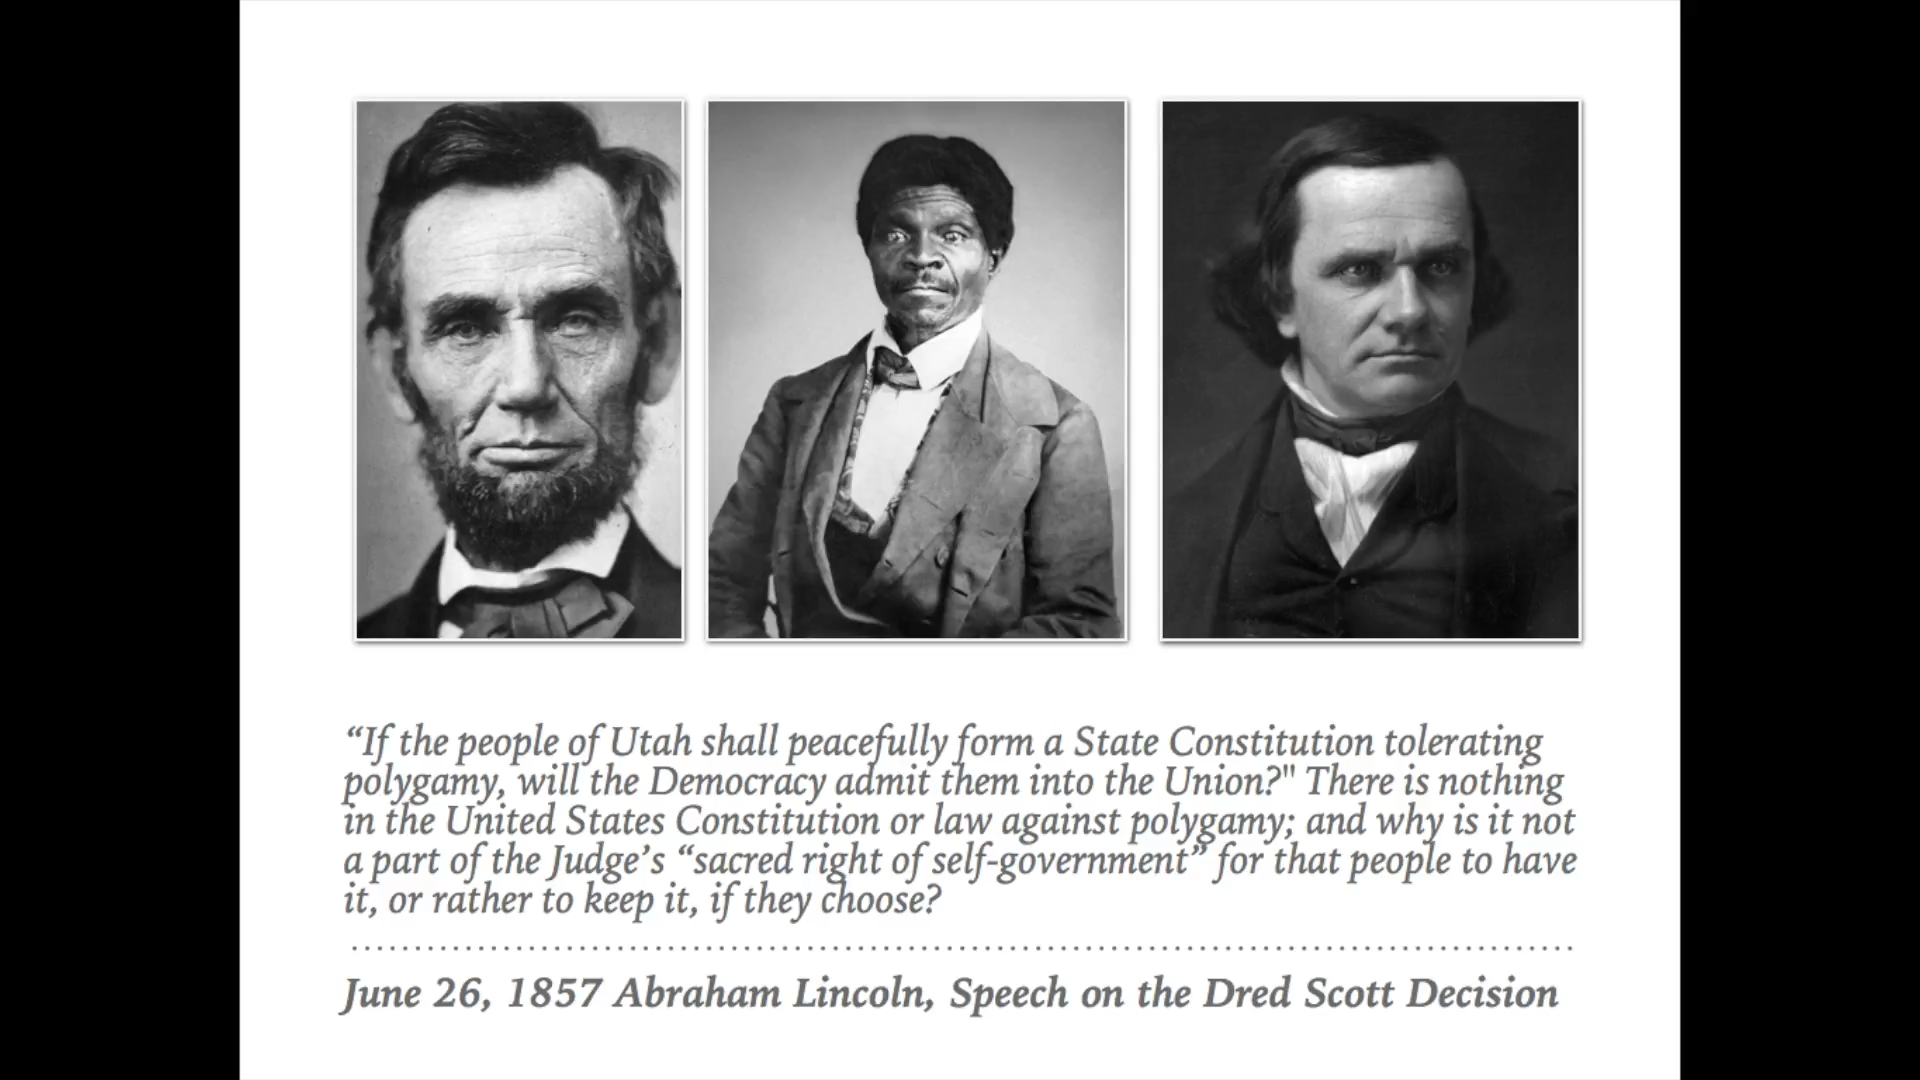 “If the people of Utah shall peacefully form a State Constitution tolerating
polygamy, will the Democracy admit them into the Union?" There is nothing
in the United States Constitution or law against polygamy; and why is it not
a part of the Judge’s “sacred right of self-government” for that people to have
it, or rather to keep it, if they choose?
June 26, 1857 Abraham Lincoln, Speech on the Dred Scott Decision